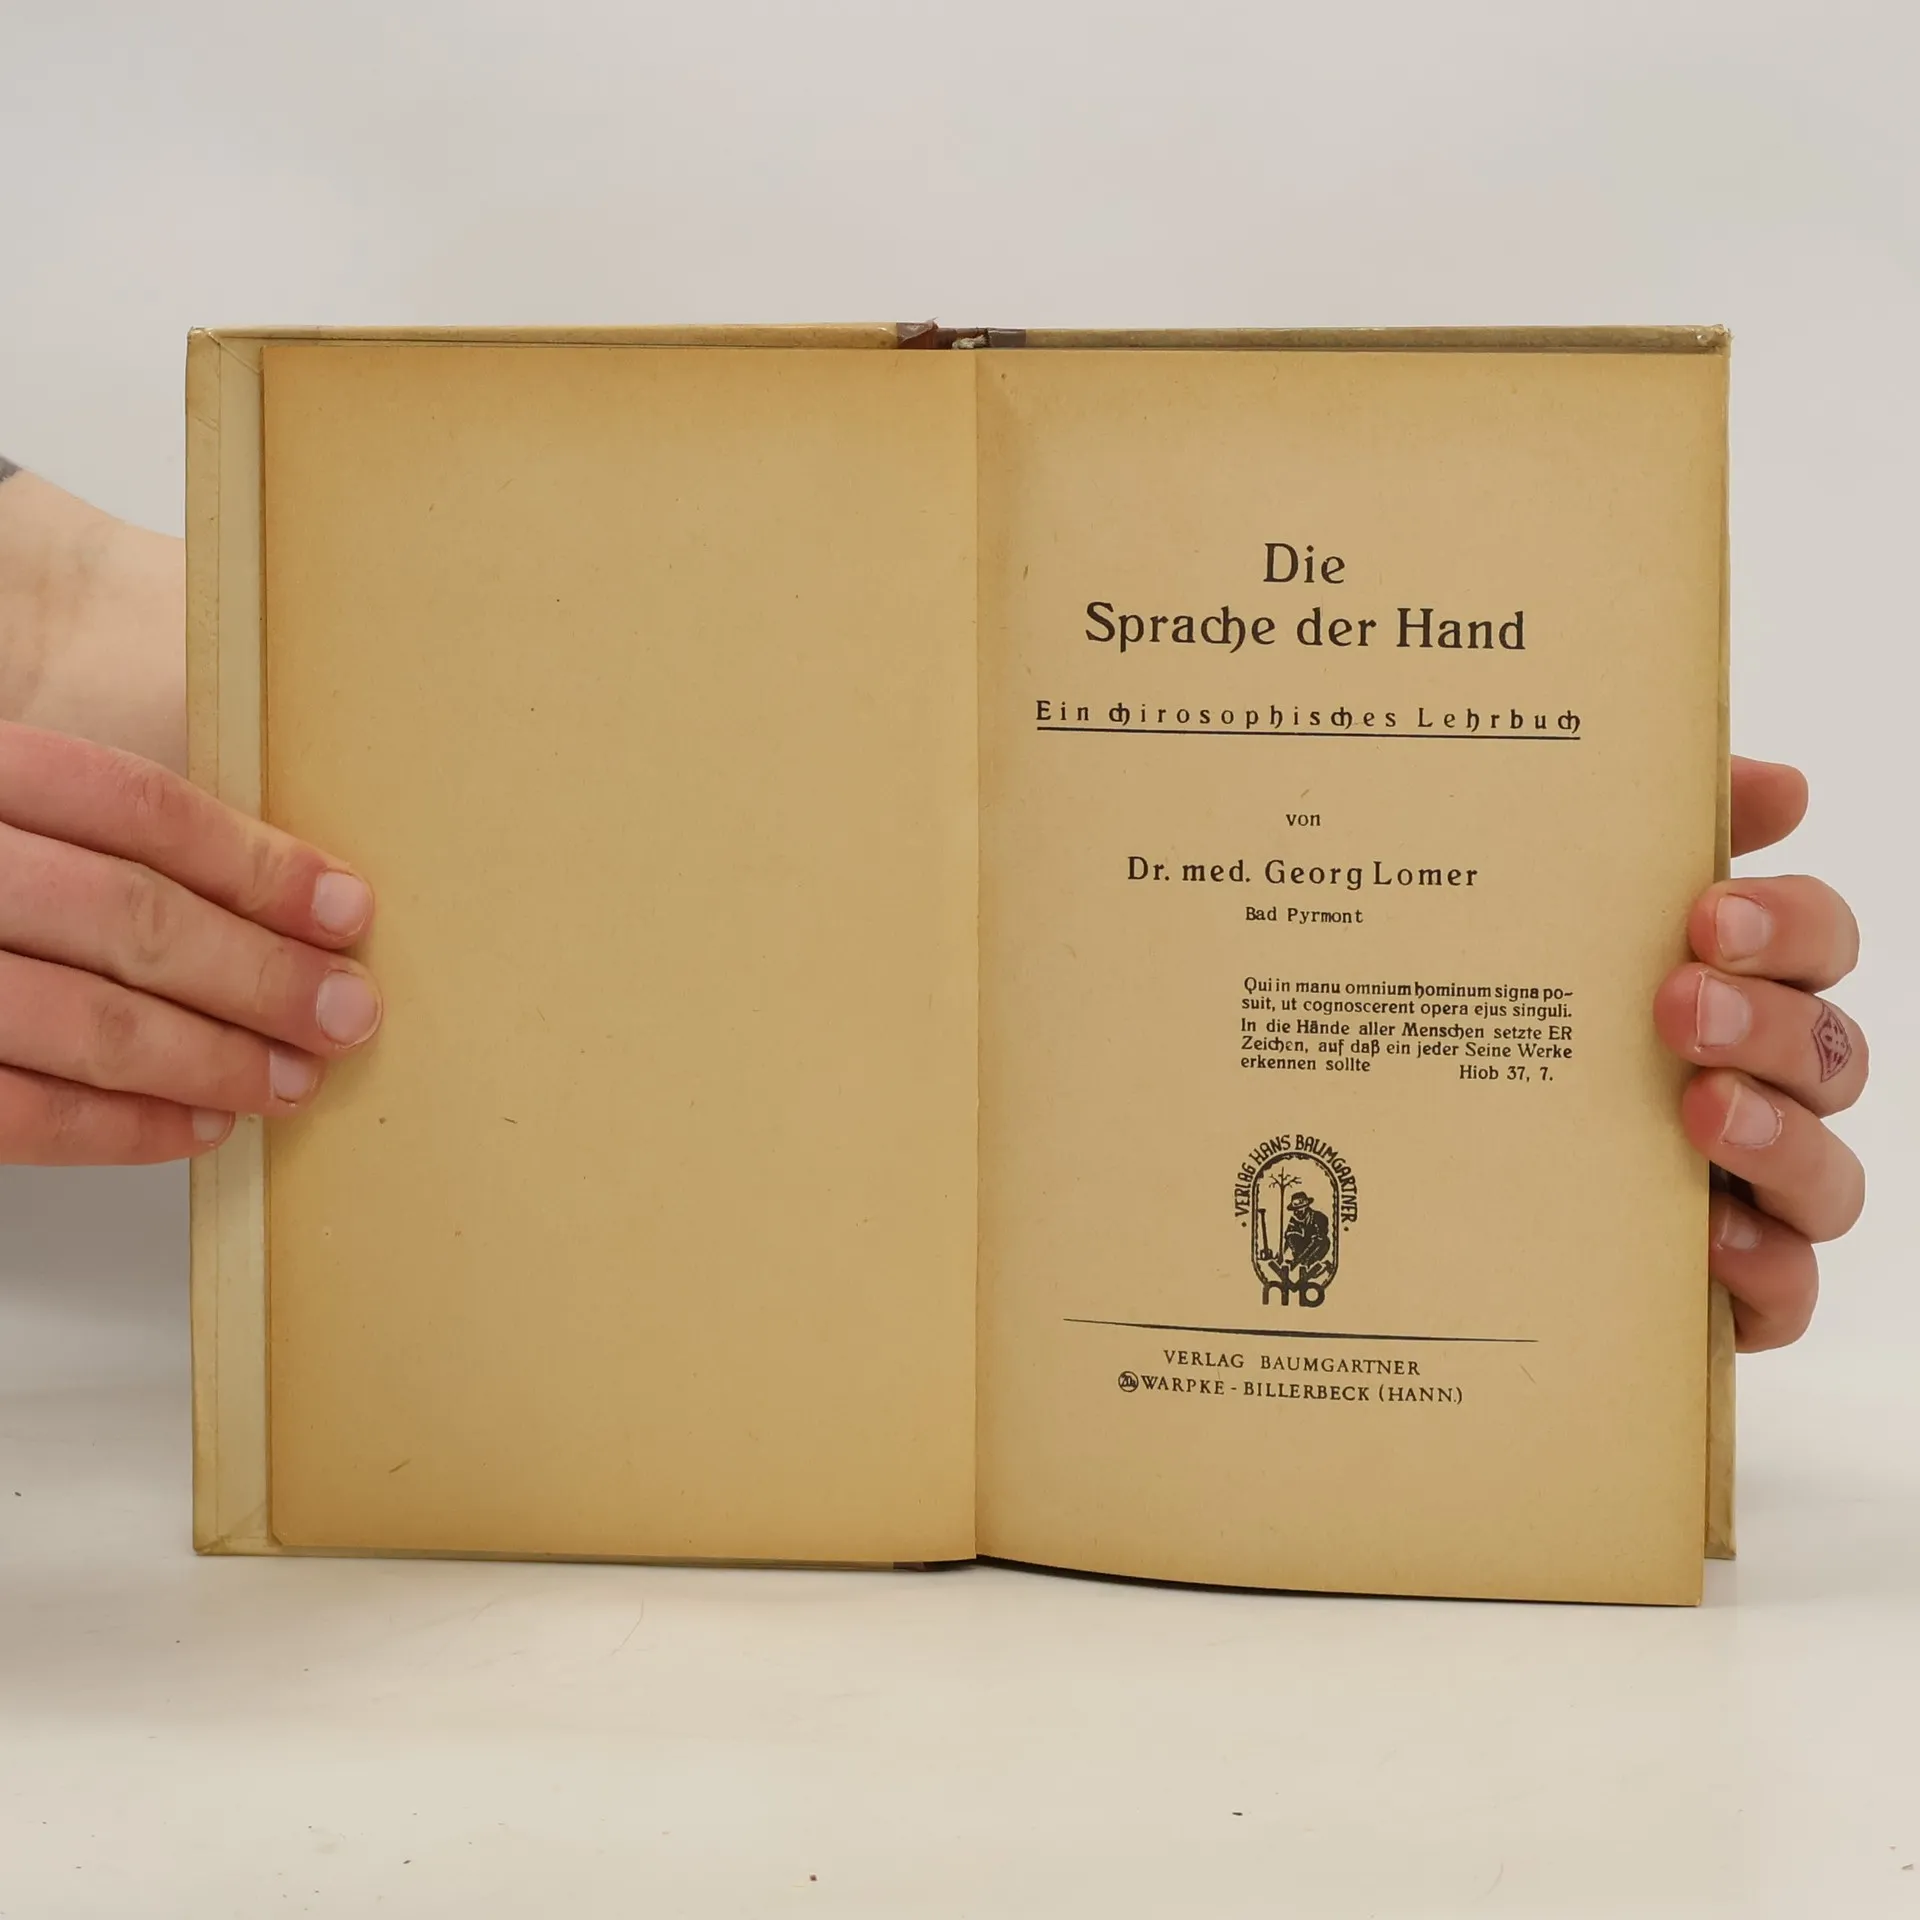 Die
Sprache der Hand
Ein chirosophisches Lehrbuch
von
Dr. med. Georg Lomer
Bad Pyrmont
Qui in manu omnium hominum signa po-
suit, ut cognoscerent opera ejus singuli.
In die Hände aller Menschen setzte ER
Zeichen, auf daß ein jeder Seine Werke
erkennen sollte Hiob 37, 7.
· VERLAG HANS BAUMGARTNER ·
VERLAG BAUMGARTNER
20a WARPKE - BILLERBECK (HANN.)